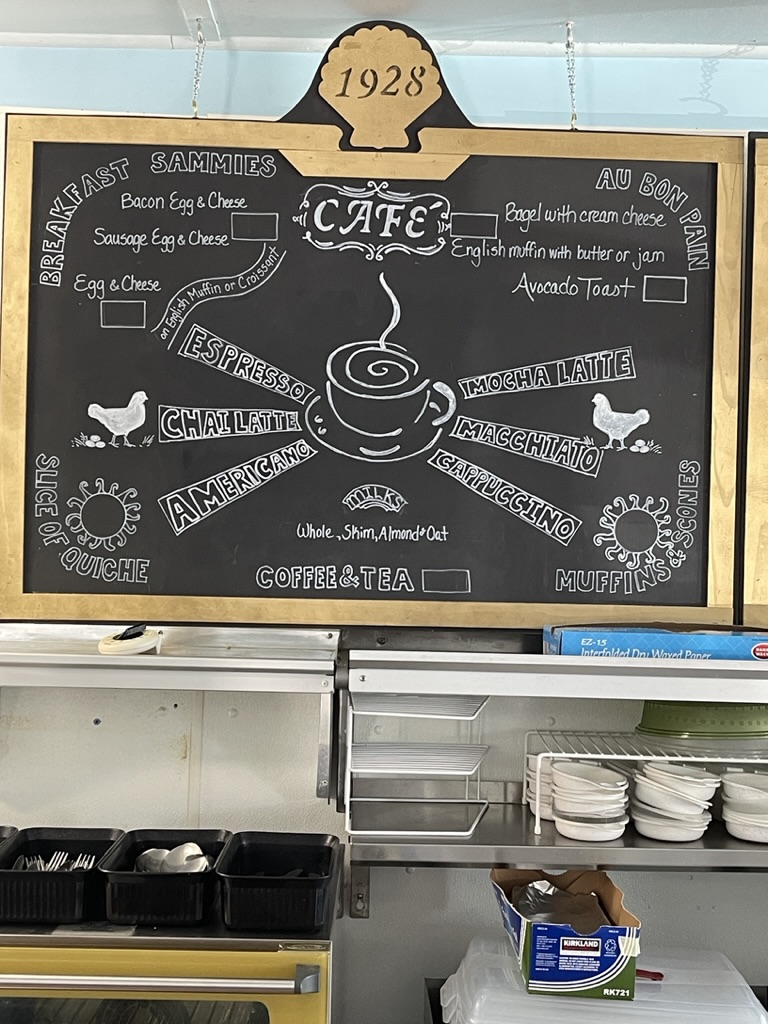 1928
CAFÉ
BREAKFAST SAMMIES
Bacon Egg & Cheese
Sausage Egg & Cheese
Egg & Cheese
on English Muffin or Croissant
AU BON PAIN
Bagel with cream cheese
English muffin with butter or jam
Avocado Toast
ESPRESSO
CHAI LATTE
AMERICANO
MOCHA LATTE
MACCHIATO
CAPPUCCINO
MILKS
Whole, Skim, Almond & Oat
SLICE OF QUICHE
COFFEE & TEA
MUFFINS & SCONES
EZ-15
Interfolded Dry Waxed Paper
KIRKLAND
RK721